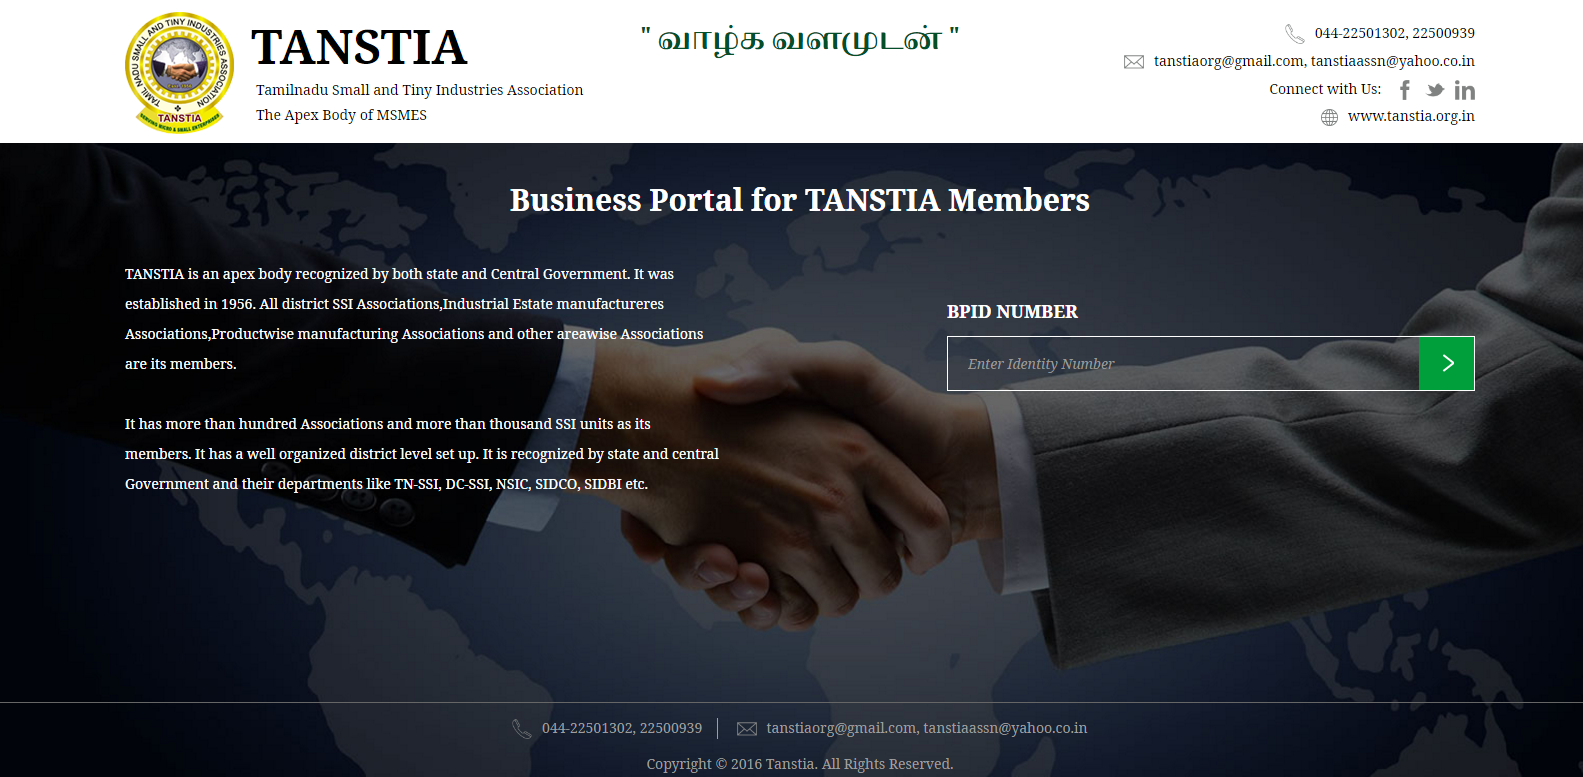 TAMIL NADU SMALL AND TINY INDUSTRIES ASSOCIATION
TANSTIA
SERVING MICRO & SMALL ENTERPRISES
TANSTIA
Tamilnadu Small and Tiny Industries Association
The Apex Body of MSMES
" வாழ்க வளமுடன் "
044-22501302, 22500939
tanstiaorg@gmail.com, tanstiaassn@yahoo.co.in
Connect with Us:
www.tanstia.org.in
Business Portal for TANSTIA Members
TANSTIA is an apex body recognized by both state and Central Government. It was
established in 1956. All district SSI Associations,Industrial Estate manufactureres
Associations,Productwise manufacturing Associations and other areawise Associations
are its members.
It has more than hundred Associations and more than thousand SSI units as its
members. It has a well organized district level set up. It is recognized by state and central
Government and their departments like TN-SSI, DC-SSI, NSIC, SIDCO, SIDBI etc.
BPID NUMBER
Enter Identity Number
044-22501302, 22500939
tanstiaorg@gmail.com, tanstiaassn@yahoo.co.in
Copyright © 2016 Tanstia. All Rights Reserved.